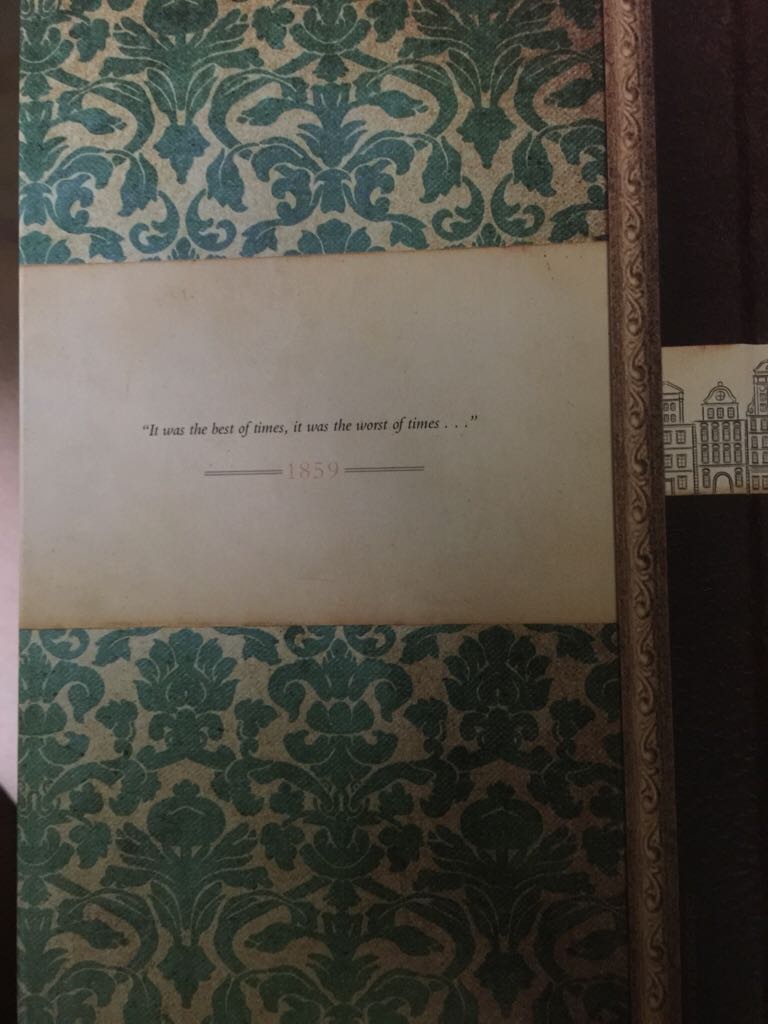 “It was the best of times, it was the worst of times . . .”
1859